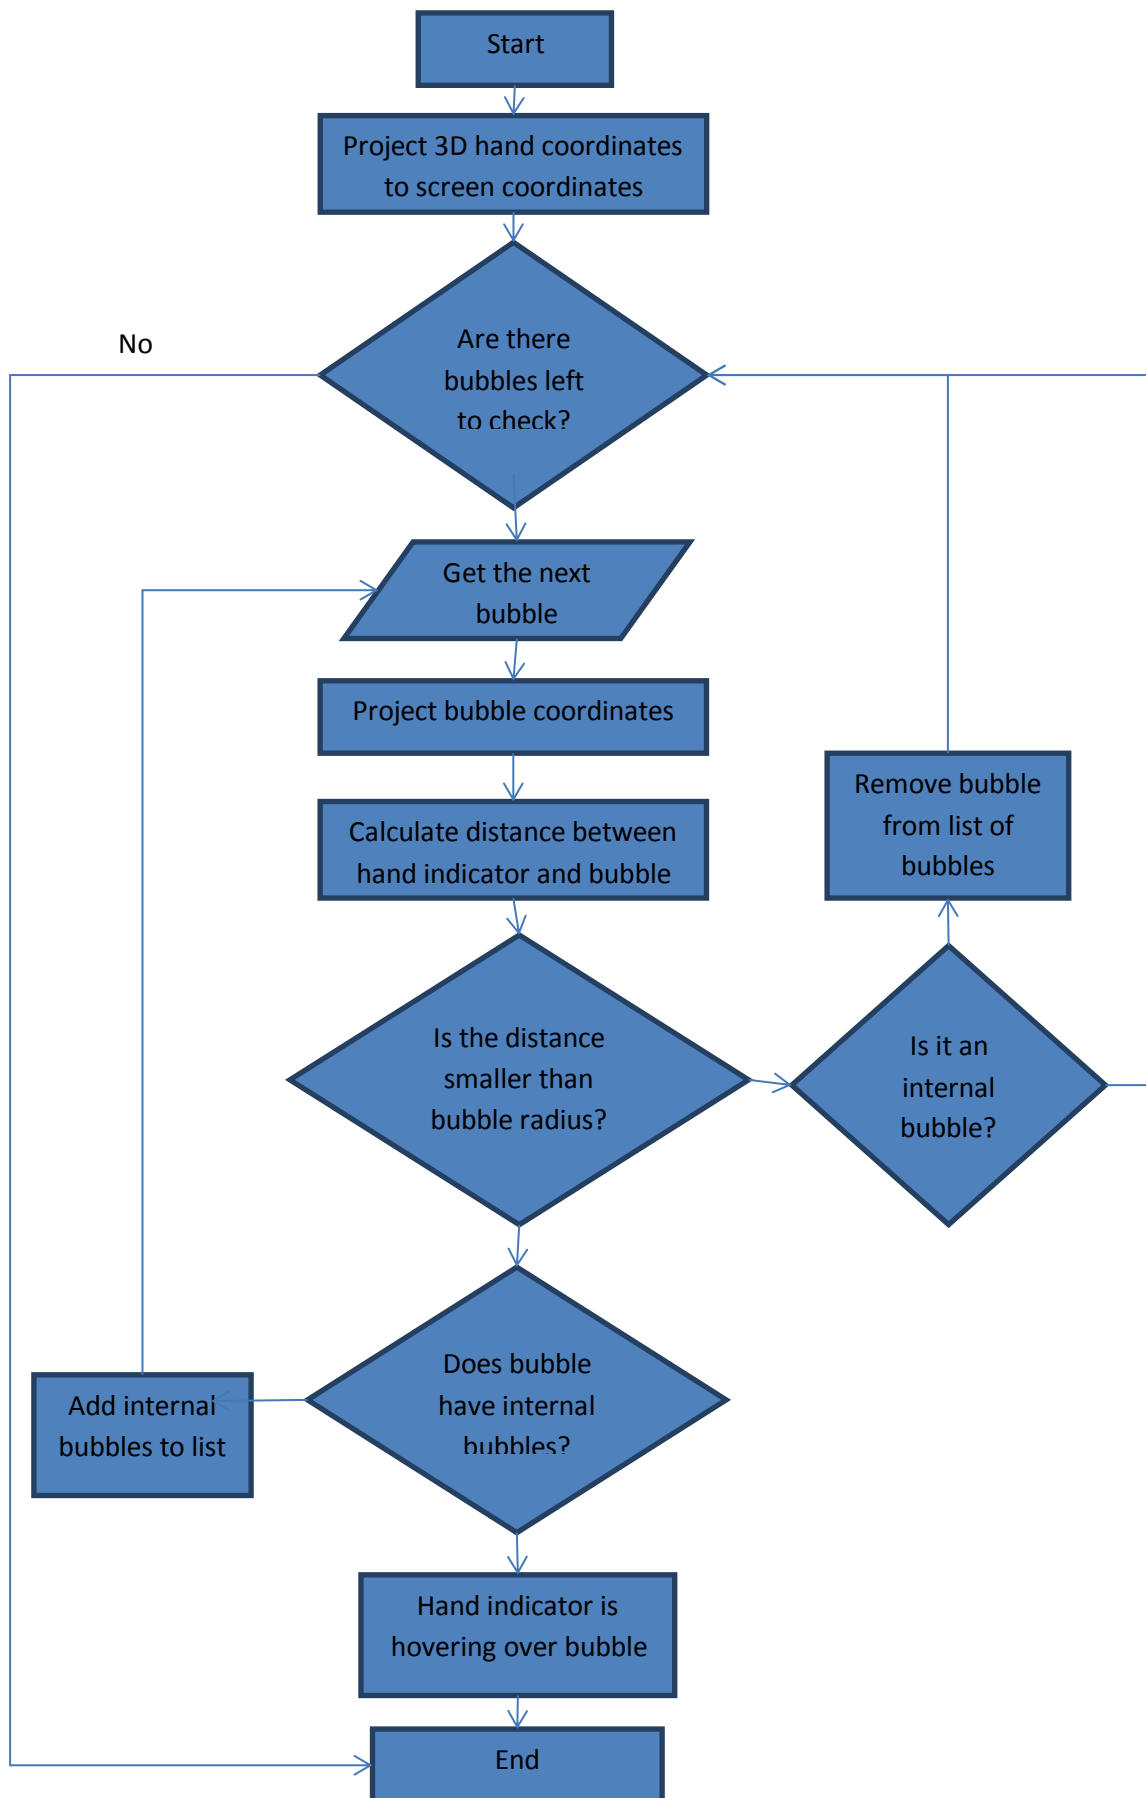 Start
Project 3D hand coordinates
to screen coordinates
No
Are there
bubbles left
to check?
Get the next
bubble
Project bubble coordinates
Calculate distance between
hand indicator and bubble
Remove bubble
from list of
bubbles
Is the distance
smaller than
bubble radius?
Is it an
internal
bubble?
Does bubble
have internal
bubbles?
Add internal
bubbles to list
Hand indicator is
hovering over bubble
End